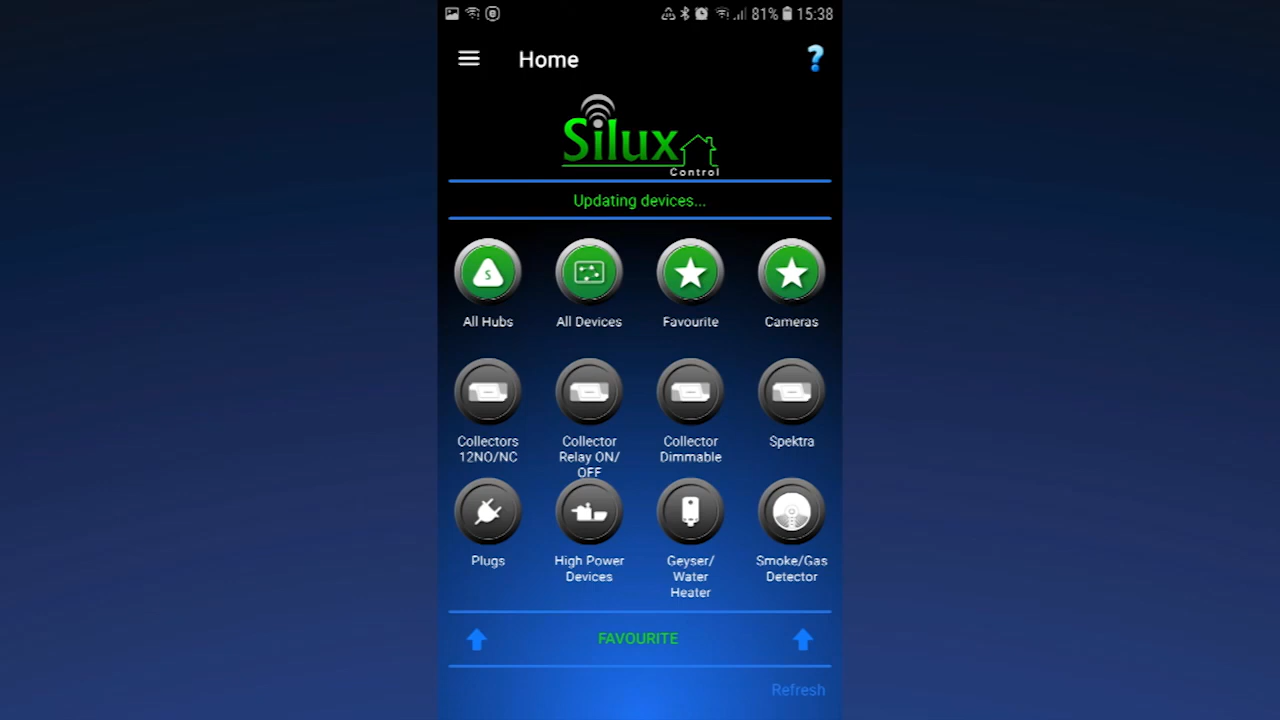 81% 15:38
Home
?
Silux
Control
Updating devices...
S
All Hubs
All Devices
Favourite
Cameras
Collectors
12NO/NC
Collector
Relay ON/
OFF
Collector
Dimmable
Spektra
Plugs
High Power
Devices
Geyser/
Water
Heater
Smoke/Gas
Detector
FAVOURITE
Refresh